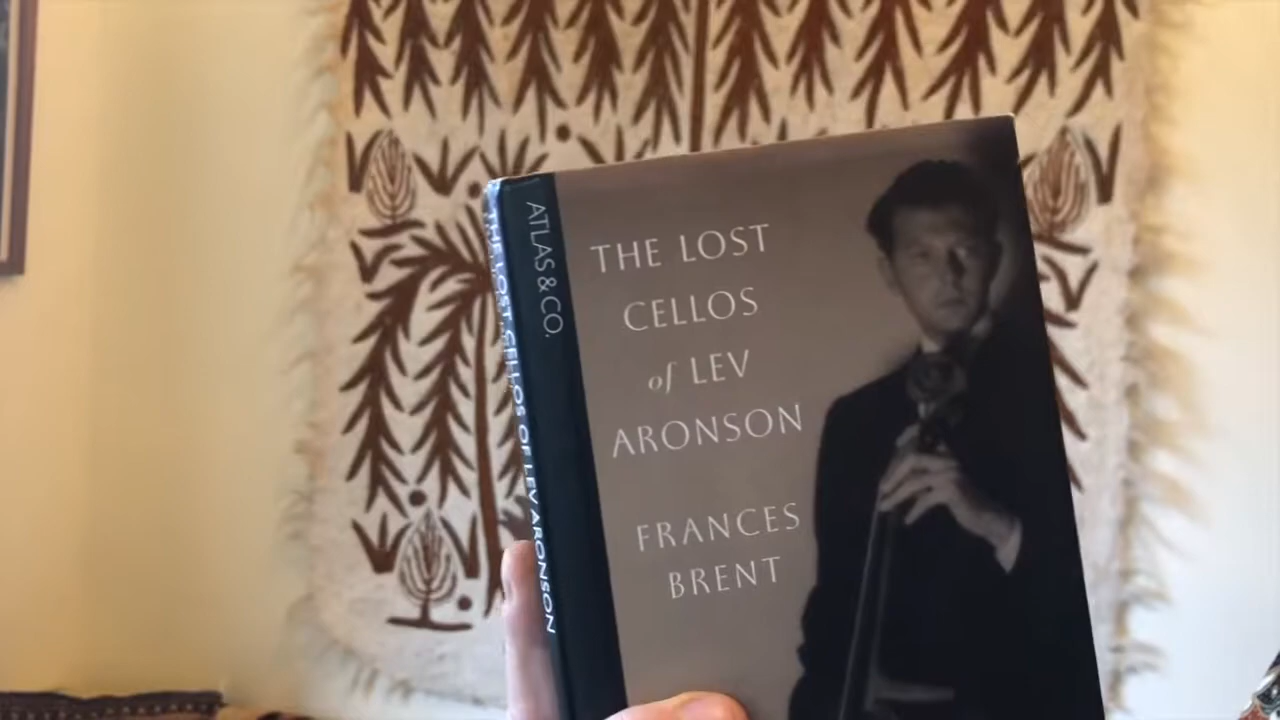 THE LOST CELLOS OF LEV ARONSON
ATLAS & CO.
THE LOST
CELLOS
of LEV
ARONSON
FRANCES
BRENT